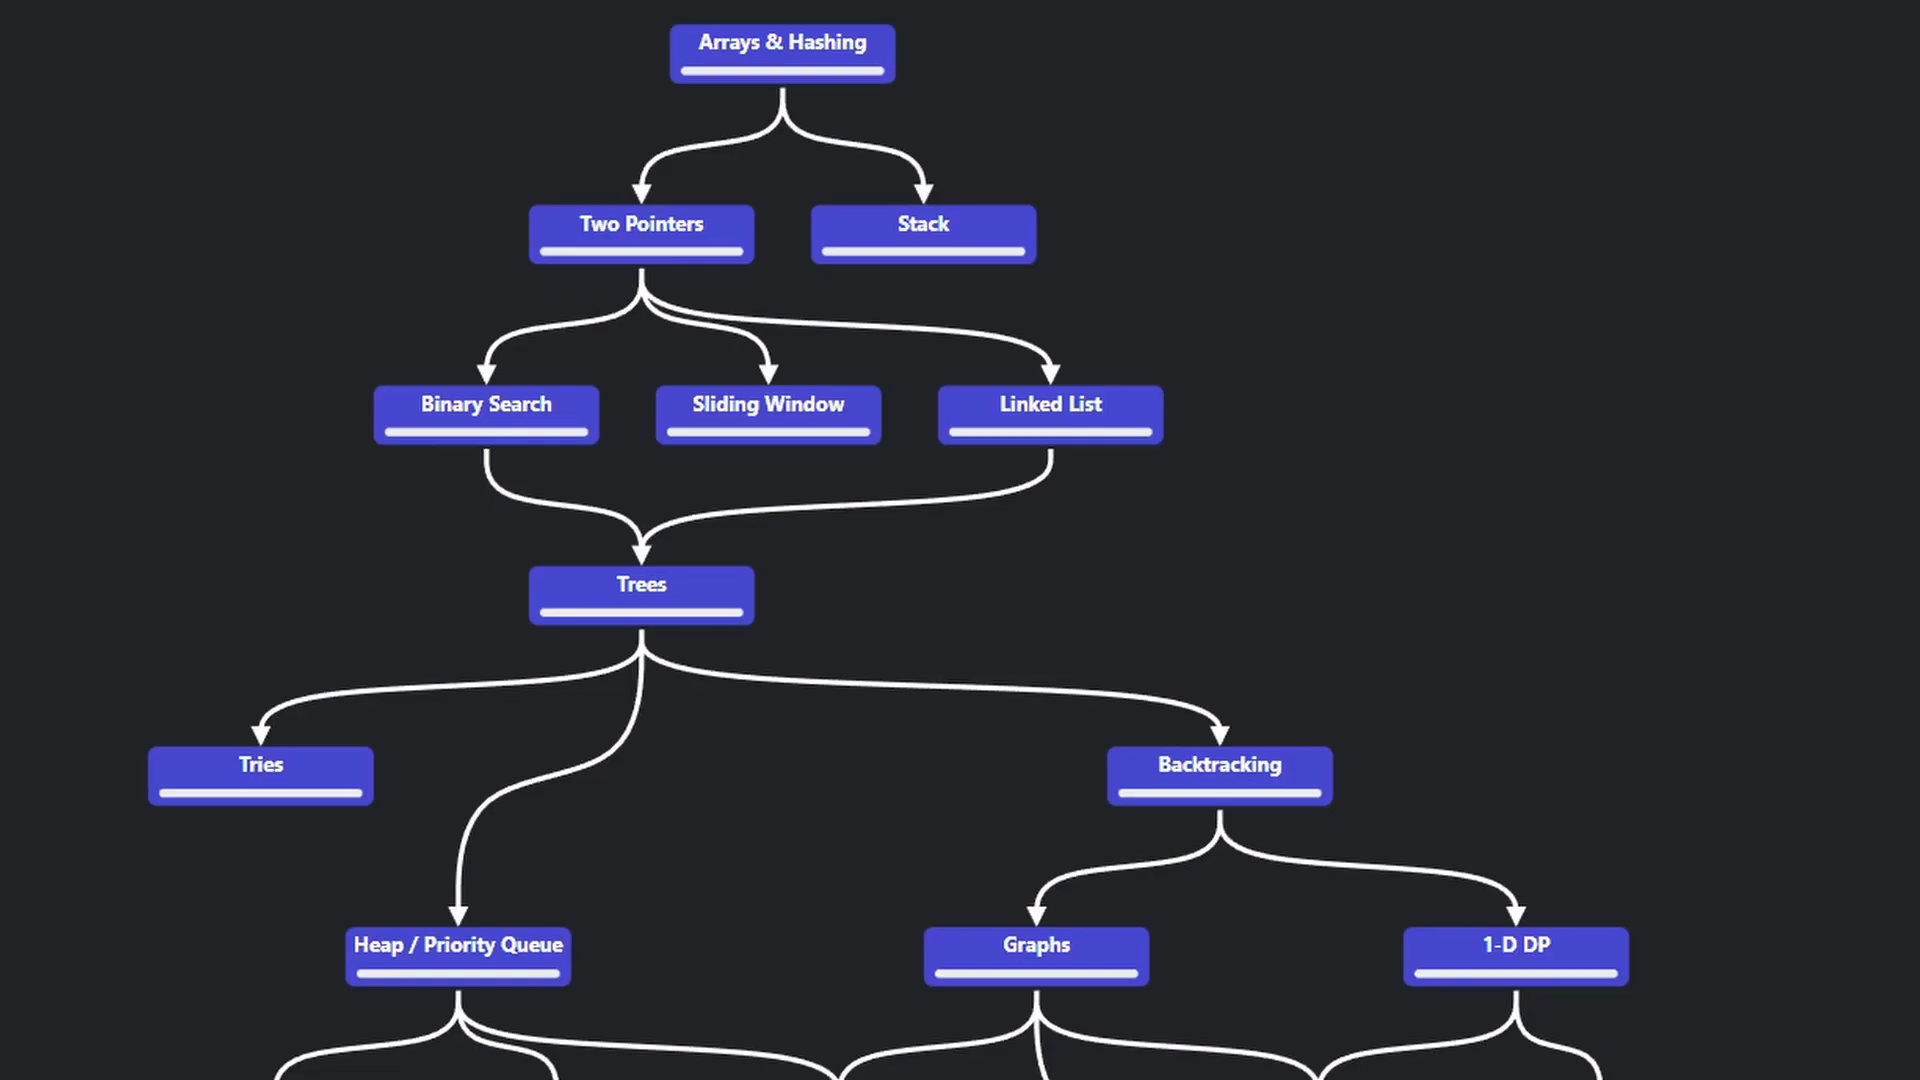 Arrays & Hashing
Two Pointers
Stack
Binary Search
Sliding Window
Linked List
Trees
Tries
Backtracking
Heap / Priority Queue
Graphs
1-D DP